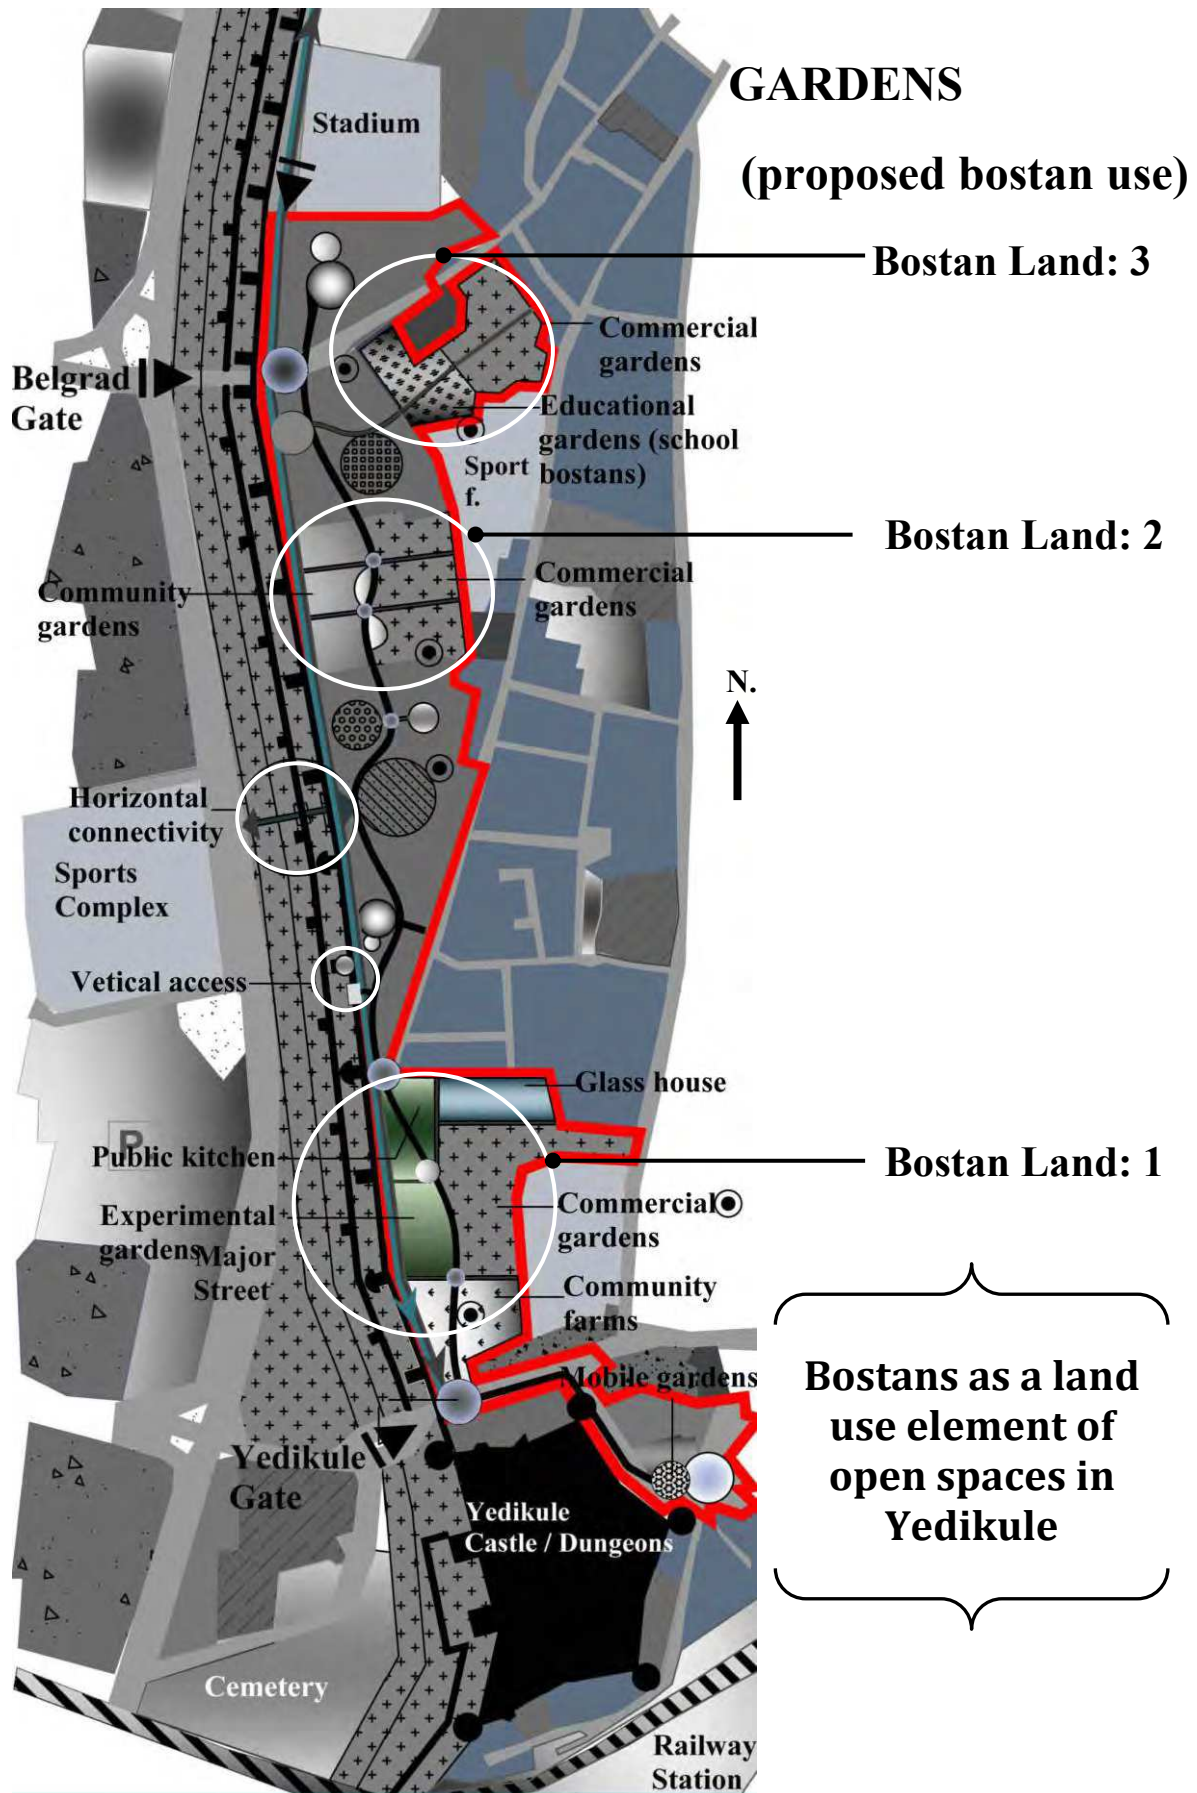 GARDENS
(proposed bostan use)
Stadium
Bostan Land: 3
Commercial
gardens
Belgrad
Gate
Educational
gardens (school
bostans)
Sport
f.
Bostan Land: 2
Community
gardens
Commercial
gardens
N.
Horizontal
connectivity
Sports
Complex
Vetical access
Glass house
P
Public kitchen
Bostan Land: 1
Experimental
gardens
Commercial
gardens
Major
Street
Community
farms
Mobile gardens
Bostans as a land
use element of
open spaces in
Yedikule
Yedikule
Gate
Yedikule
Castle / Dungeons
Cemetery
Railway
Station